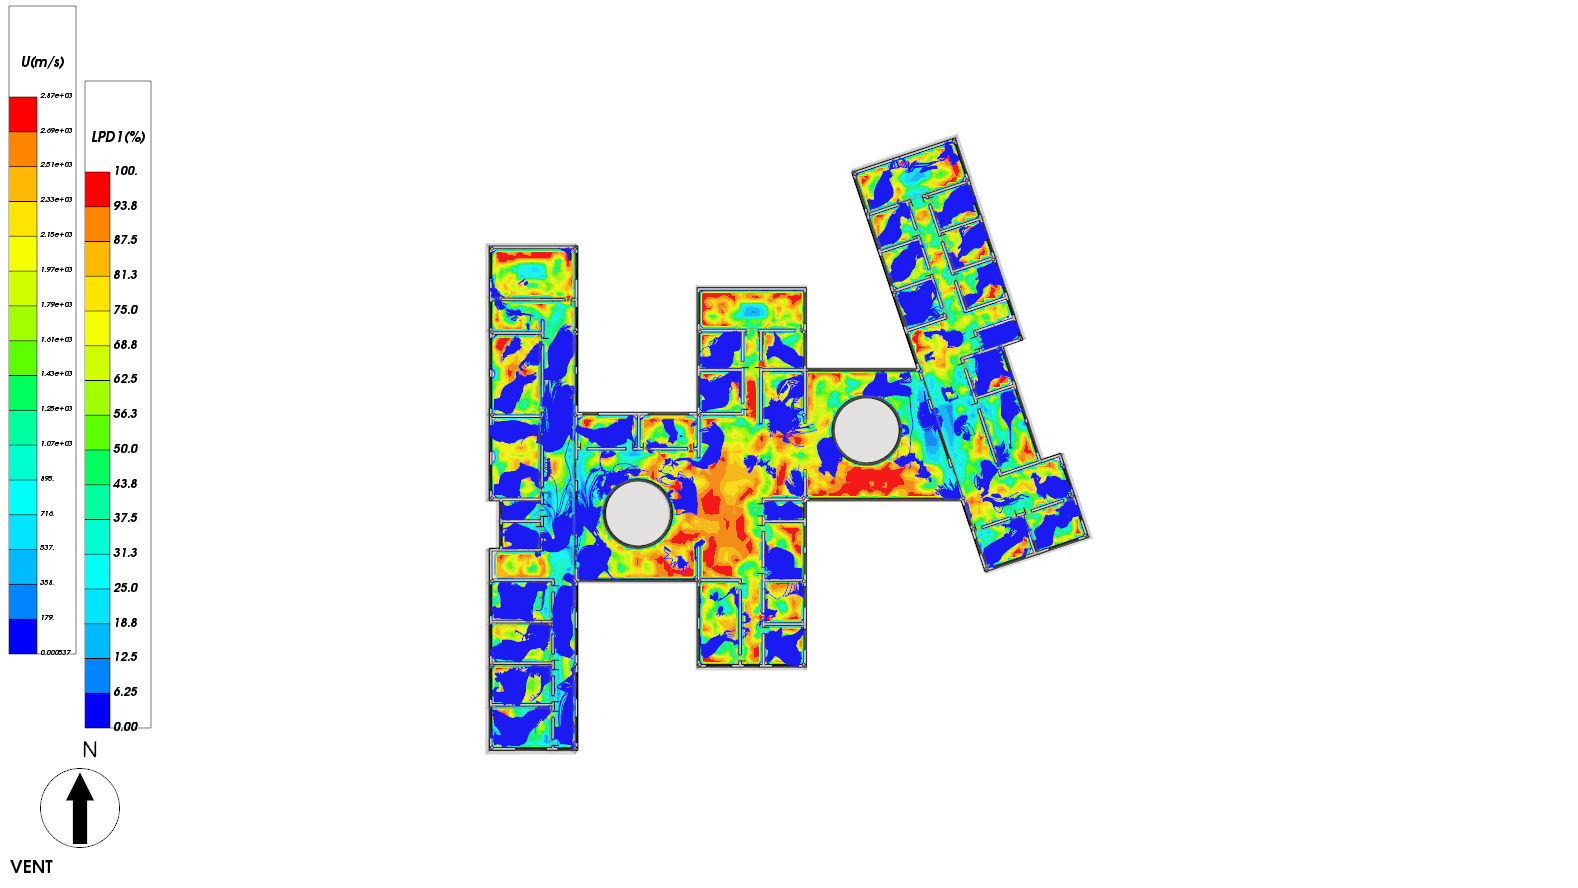 U(m/s)
2.87e+03
2.69e+03
2.51e+03
2.33e+03
2.15e+03
1.97e+03
1.79e+03
1.61e+03
1.43e+03
1.25e+03
1.07e+03
895.
716.
537.
358.
179.
0.000537
LPD1(%)
100.
93.8
87.5
81.3
75.0
68.8
62.5
56.3
50.0
43.8
37.5
31.3
25.0
18.8
12.5
6.25
0.00
N
VENT